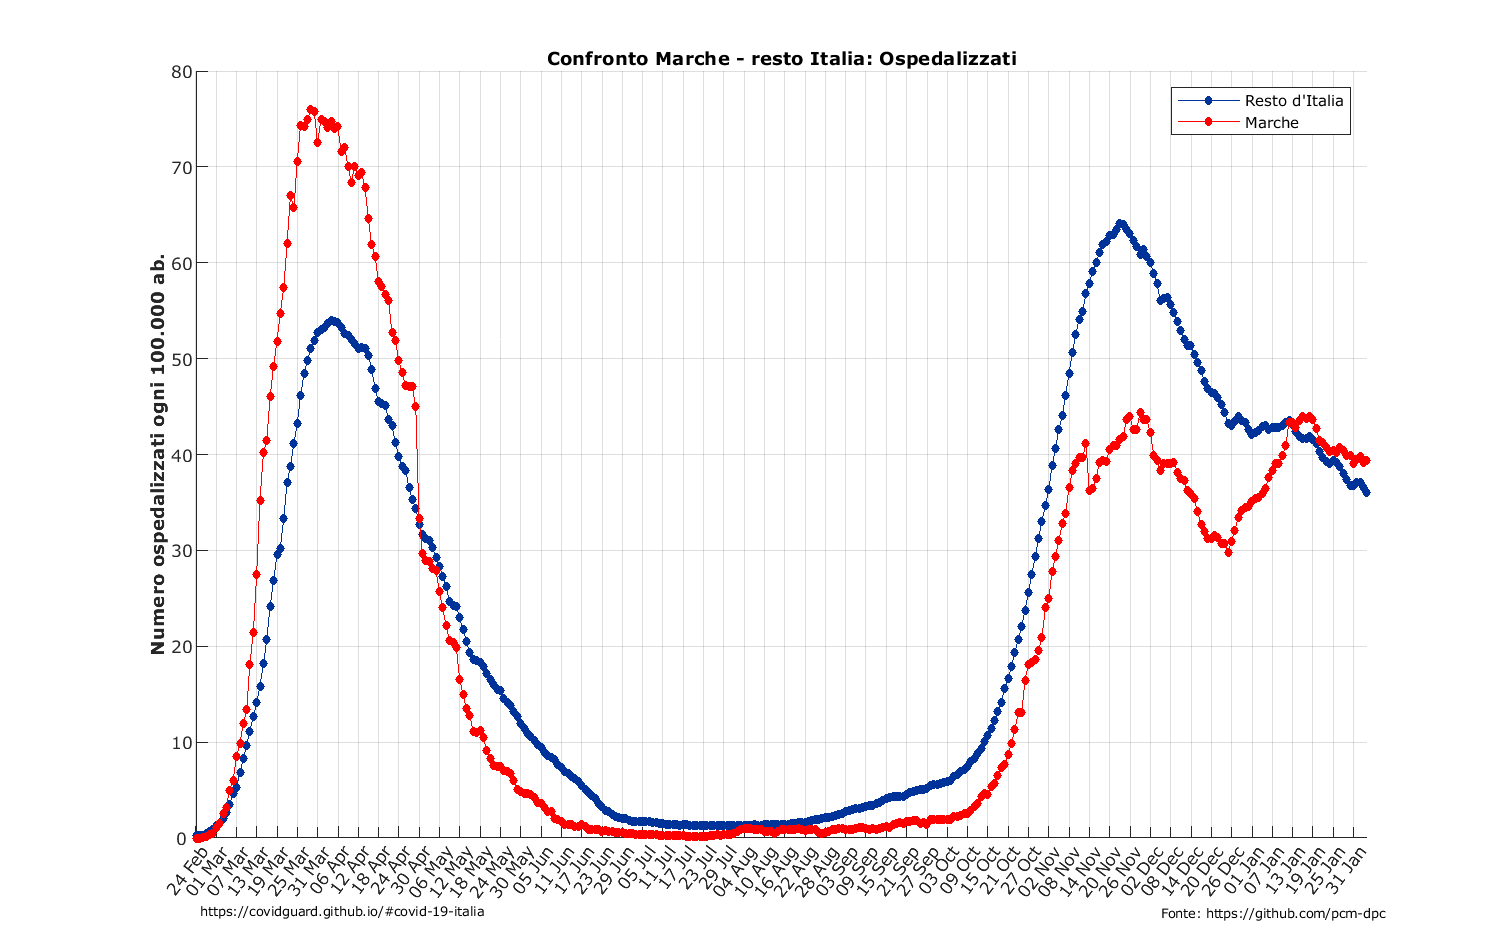 Confronto Marche - resto Italia: Ospedalizzati
80
70
60
50
40
30
20
10
0
Numero ospedalizzati ogni 100.000 ab.
Resto d'Italia
Marche
24 Feb
01 Mar
07 Mar
13 Mar
19 Mar
25 Mar
31 Mar
06 Apr
12 Apr
18 Apr
24 Apr
30 Apr
06 May
12 May
18 May
24 May
30 May
05 Jun
11 Jun
17 Jun
23 Jun
29 Jun
05 Jul
11 Jul
17 Jul
23 Jul
29 Jul
04 Aug
10 Aug
16 Aug
22 Aug
28 Aug
03 Sep
09 Sep
15 Sep
21 Sep
27 Sep
03 Oct
09 Oct
15 Oct
21 Oct
27 Oct
02 Nov
08 Nov
14 Nov
20 Nov
26 Nov
02 Dec
08 Dec
14 Dec
20 Dec
26 Dec
01 Jan
07 Jan
13 Jan
19 Jan
25 Jan
31 Jan
https://covidguard.github.io/#covid-19-italia
Fonte: https://github.com/pcm-dpc